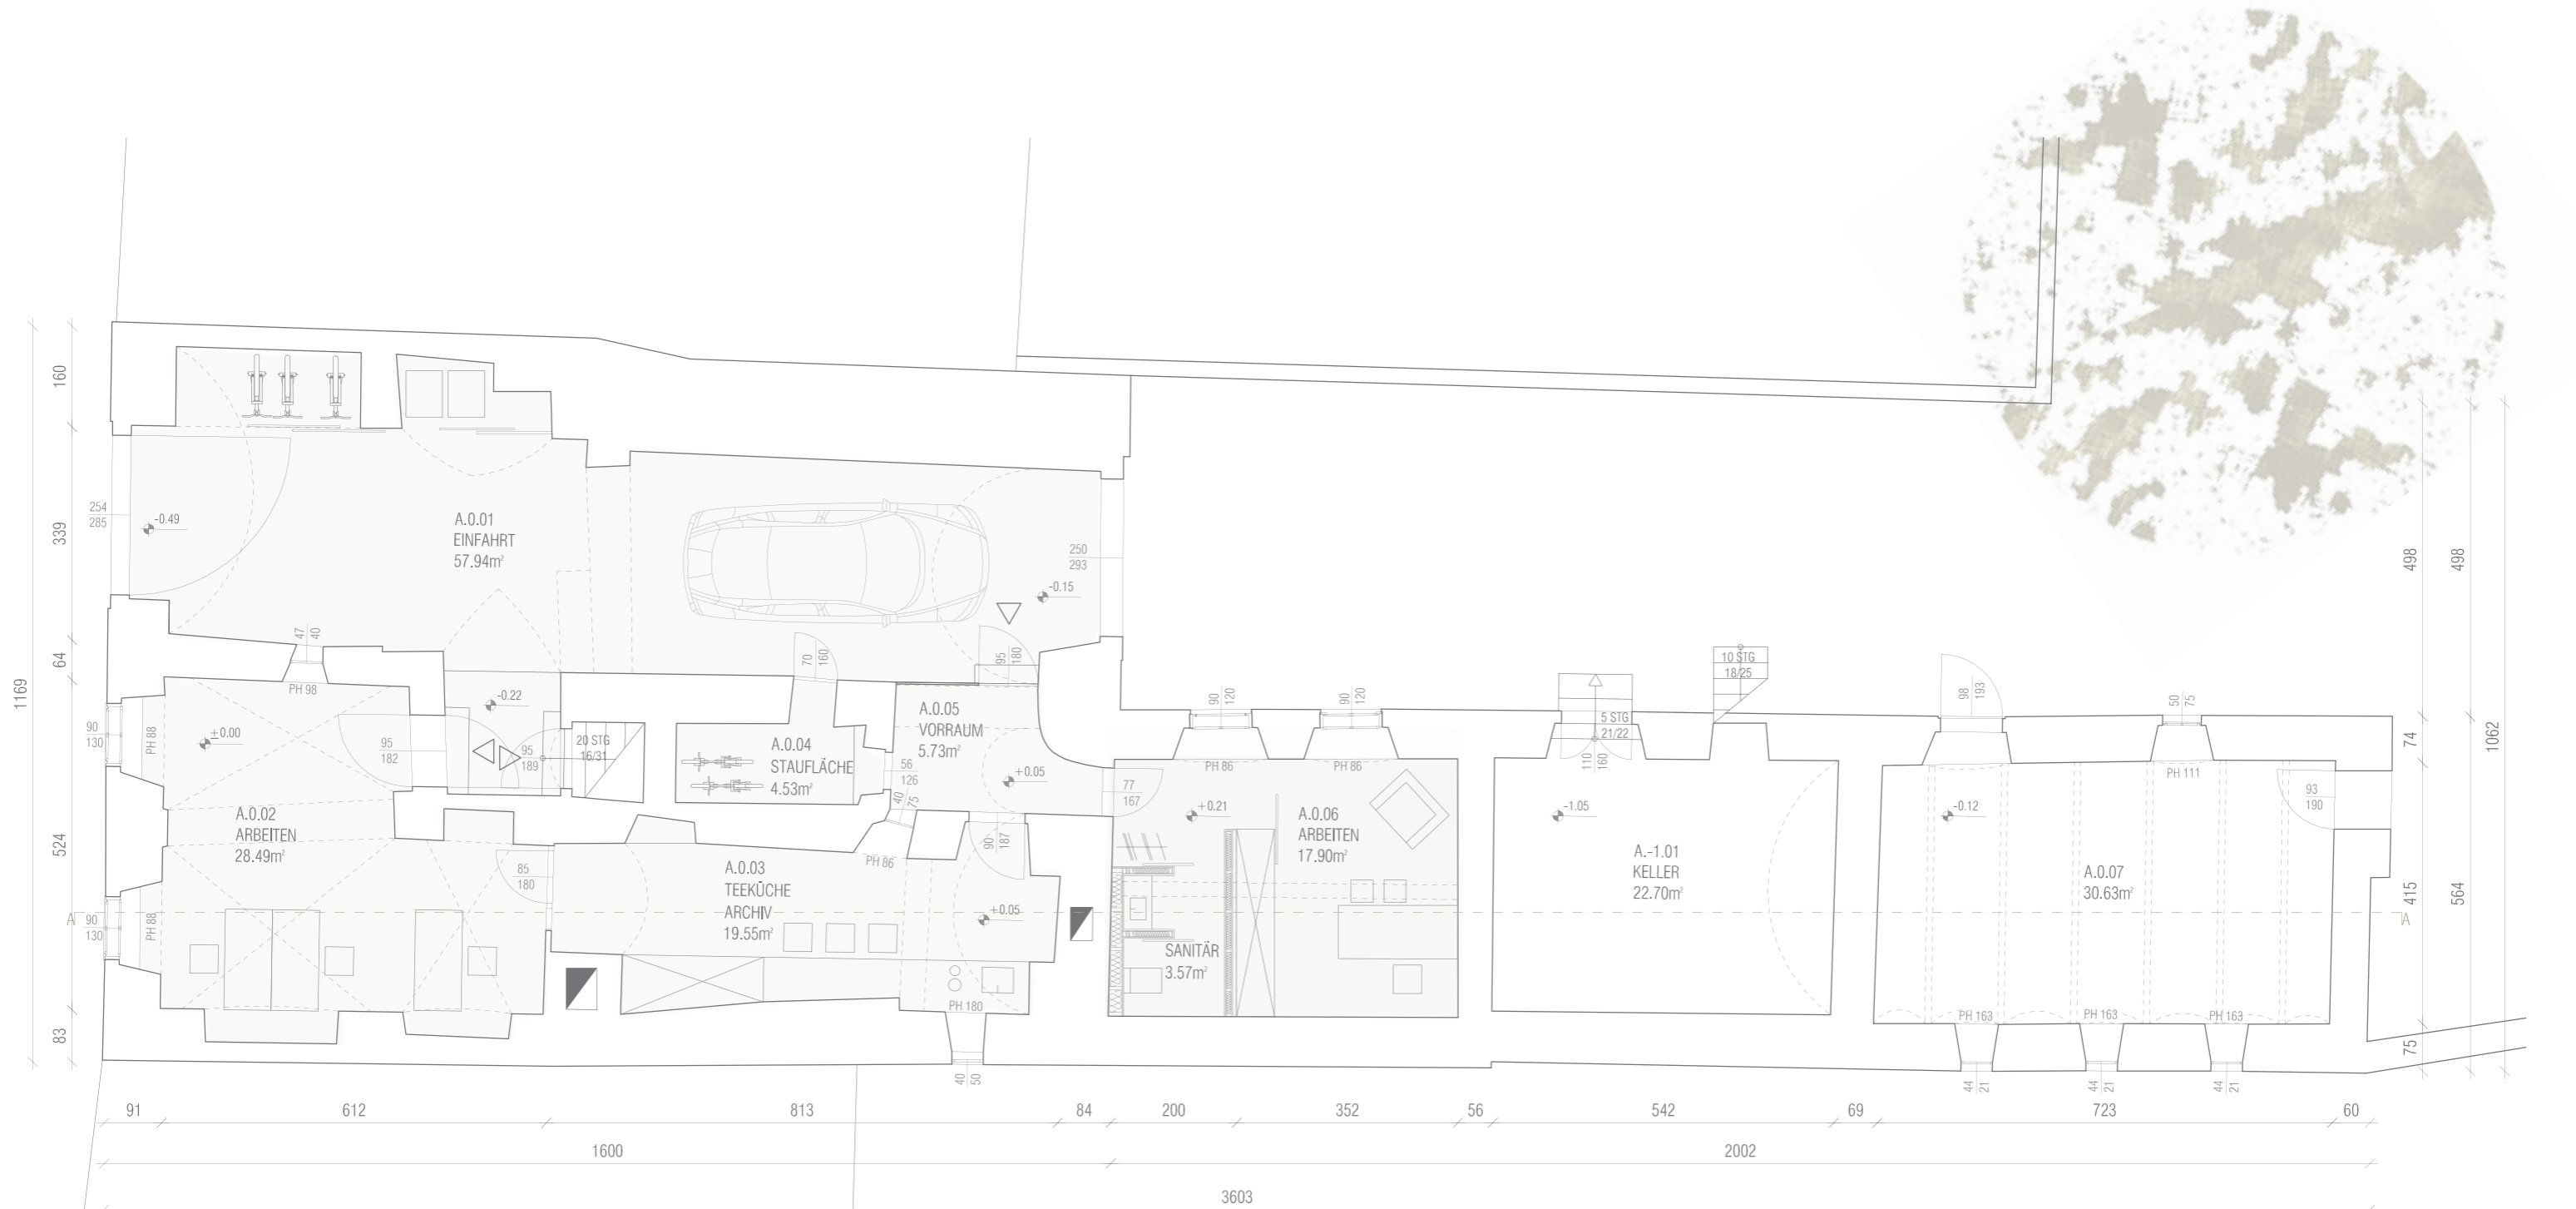 A.0.01
EINFAHRT
57.94m²
-0.49
254
285
250
293
-0.15
47
40
PH 98
70
160
95
180
-0.22
±0.00
90
130
PH 88
95
182
95
189
20 STG
16/31
A.0.02
ARBEITEN
28.49m²
A.0.04
STAUFLÄCHE
4.53m²
A.0.05
VORRAUM
5.73m²
+0.05
56
126
40
75
PH 86
90
187
77
167
85
180
A.0.03
TEEKÜCHE
ARCHIV
19.55m²
+0.05
PH 180
40
50
A
90
130
PH 88
90
120
90
120
PH 86
PH 86
+0.21
A.0.06
ARBEITEN
17.90m²
SANITÄR
3.57m²
5 STG
21/22
110
160
10 STG
18/25
-1.05
A.-1.01
KELLER
22.70m²
98
193
50
75
PH 111
-0.12
93
190
A.0.07
30.63m²
A
PH 163
PH 163
PH 163
44
21
44
21
44
21
1169
160
339
64
524
83
498
74
415
75
498
564
1062
91
612
813
84
200
352
56
542
69
723
60
1600
2002
3603